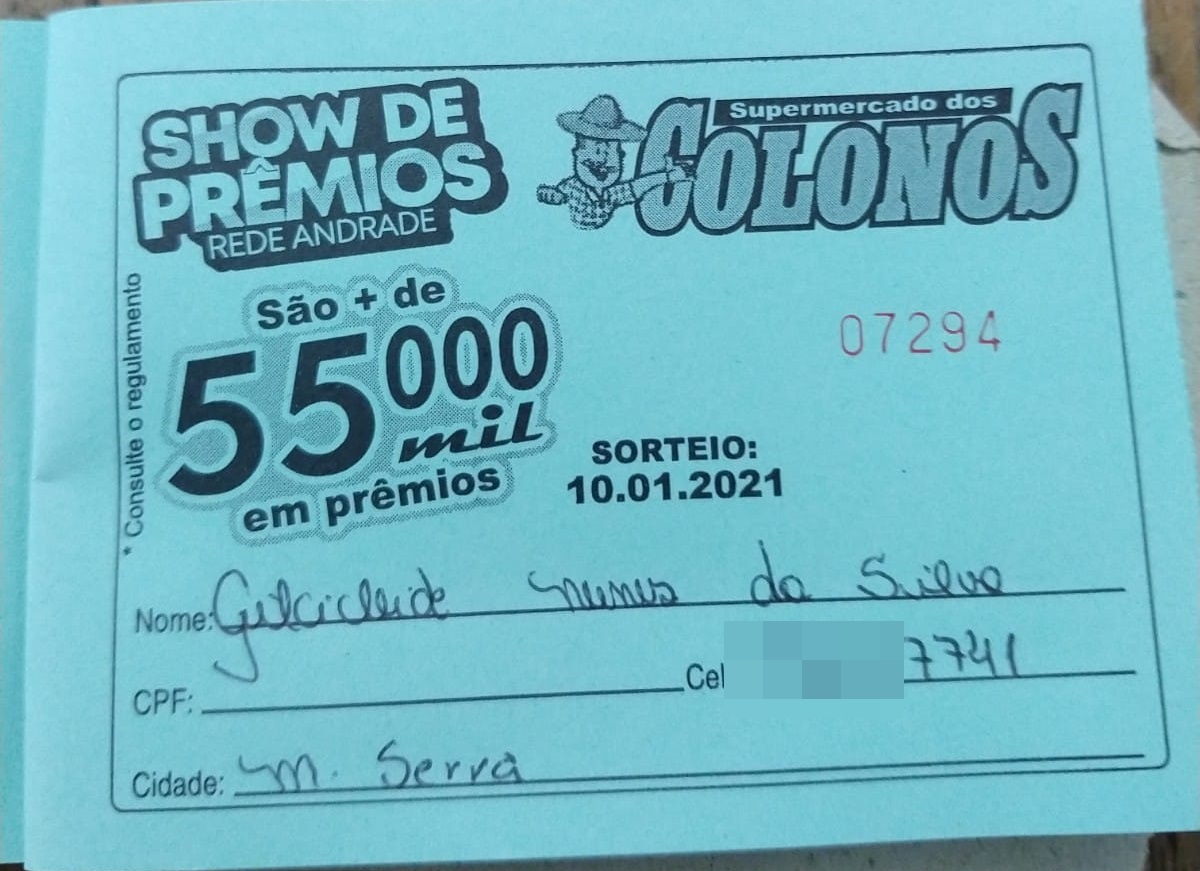 SHOW DE
PRÊMIOS
REDE ANDRADE
Supermercado dos
COLONOS
* Consulte o regulamento
São + de
55000
mil
em prêmios
07294
SORTEIO:
10.01.2021
Nome: Gilcicleide Nunes da Silva
CPF:
Cel 7741
Cidade: M. Serra